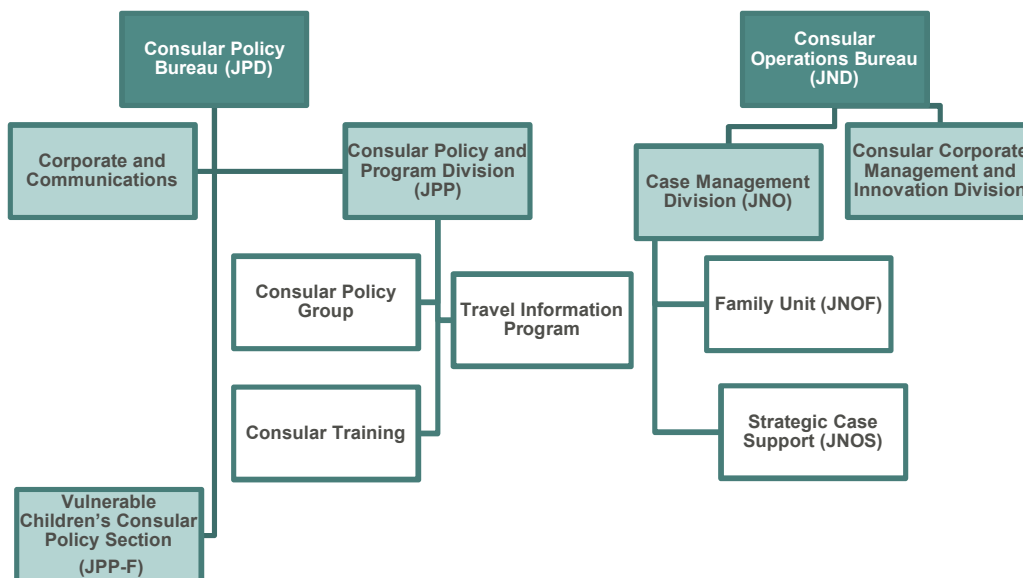 Consular Policy
Bureau (JPD)
Consular
Operations Bureau
(JND)
Corporate and
Communications
Consular Policy and
Program Division
(JPP)
Case Management
Division (JNO)
Consular Corporate
Management and
Innovation Division
Consular Policy
Group
Travel Information
Program
Family Unit (JNOF)
Consular Training
Strategic Case
Support (JNOS)
Vulnerable
Children’s Consular
Policy Section
(JPP-F)